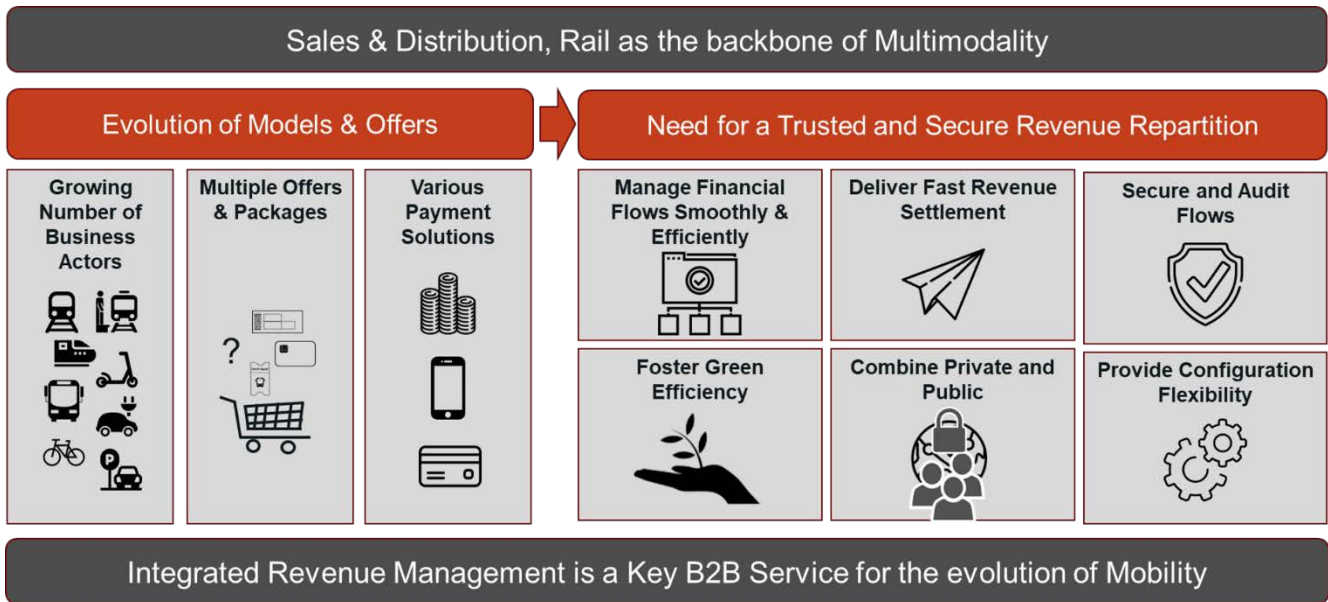 Sales & Distribution, Rail as the backbone of Multimodality
Evolution of Models & Offers
Need for a Trusted and Secure Revenue Repartition
Growing
Number of
Business
Actors
Multiple Offers
& Packages
Various
Payment
Solutions
Manage Financial
Flows Smoothly &
Efficiently
Deliver Fast Revenue
Settlement
Secure and Audit
Flows
Foster Green
Efficiency
Combine Private and
Public
Provide Configuration
Flexibility
?
P
Integrated Revenue Management is a Key B2B Service for the evolution of Mobility